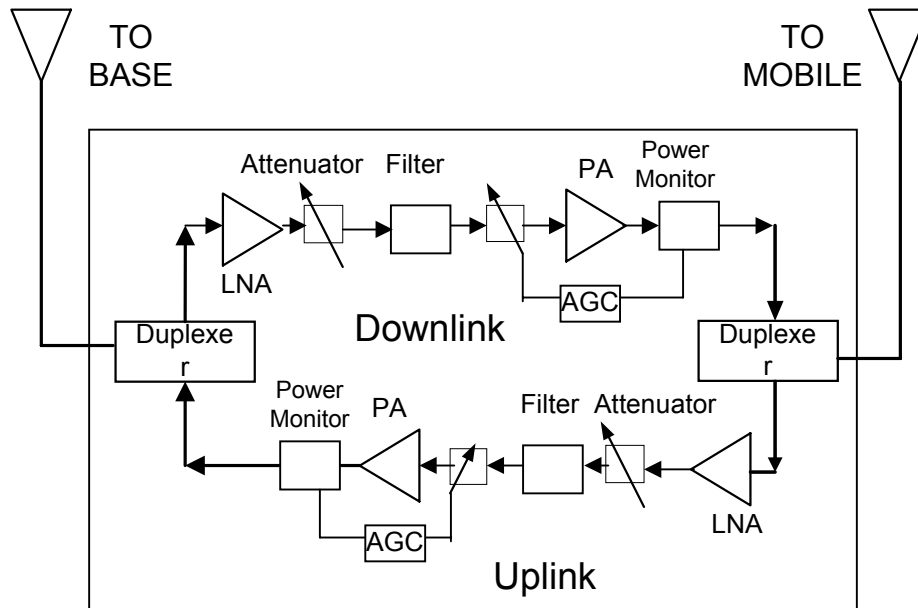 TO
BASE
TO
MOBILE
Attenuator
Filter
PA
Power
Monitor
LNA
AGC
Downlink
Duplexe
r
Duplexe
r
Power
Monitor
PA
Filter
Attenuator
LNA
AGC
Uplink